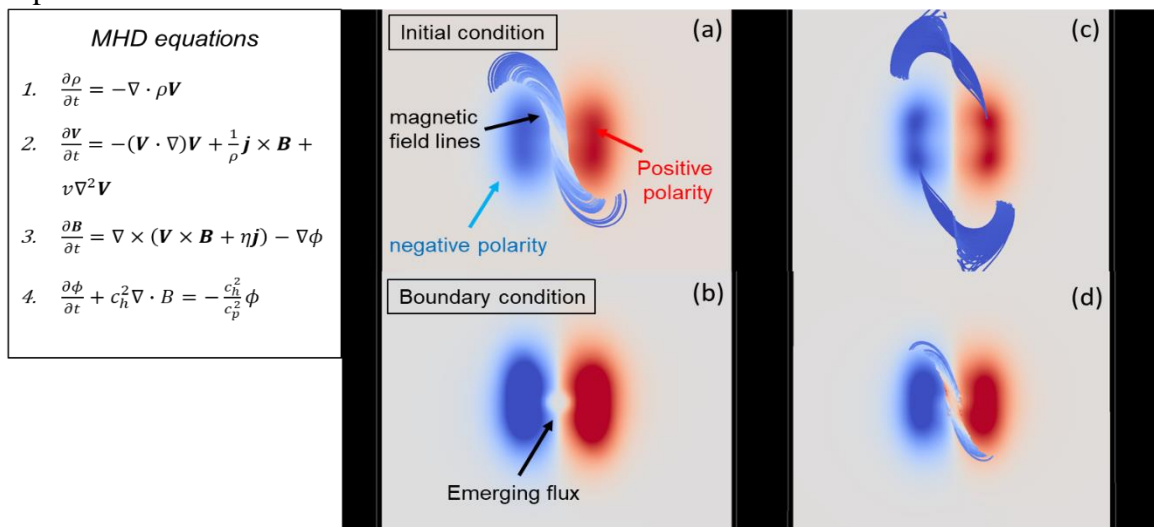 MHD equations
1. ∂ρ/∂t = −∇ · ρV
2. ∂V/∂t = −(V · ∇)V + 1/ρ j × B +
ν∇²V
3. ∂B/∂t = ∇ × (V × B + ηj) − ∇ϕ
4. ∂ϕ/∂t + c_h²∇ · B = − c_h²/c_p² ϕ
Initial condition
(a)
magnetic
field lines
Positive
polarity
negative polarity
Boundary condition
(b)
Emerging flux
(c)
(d)